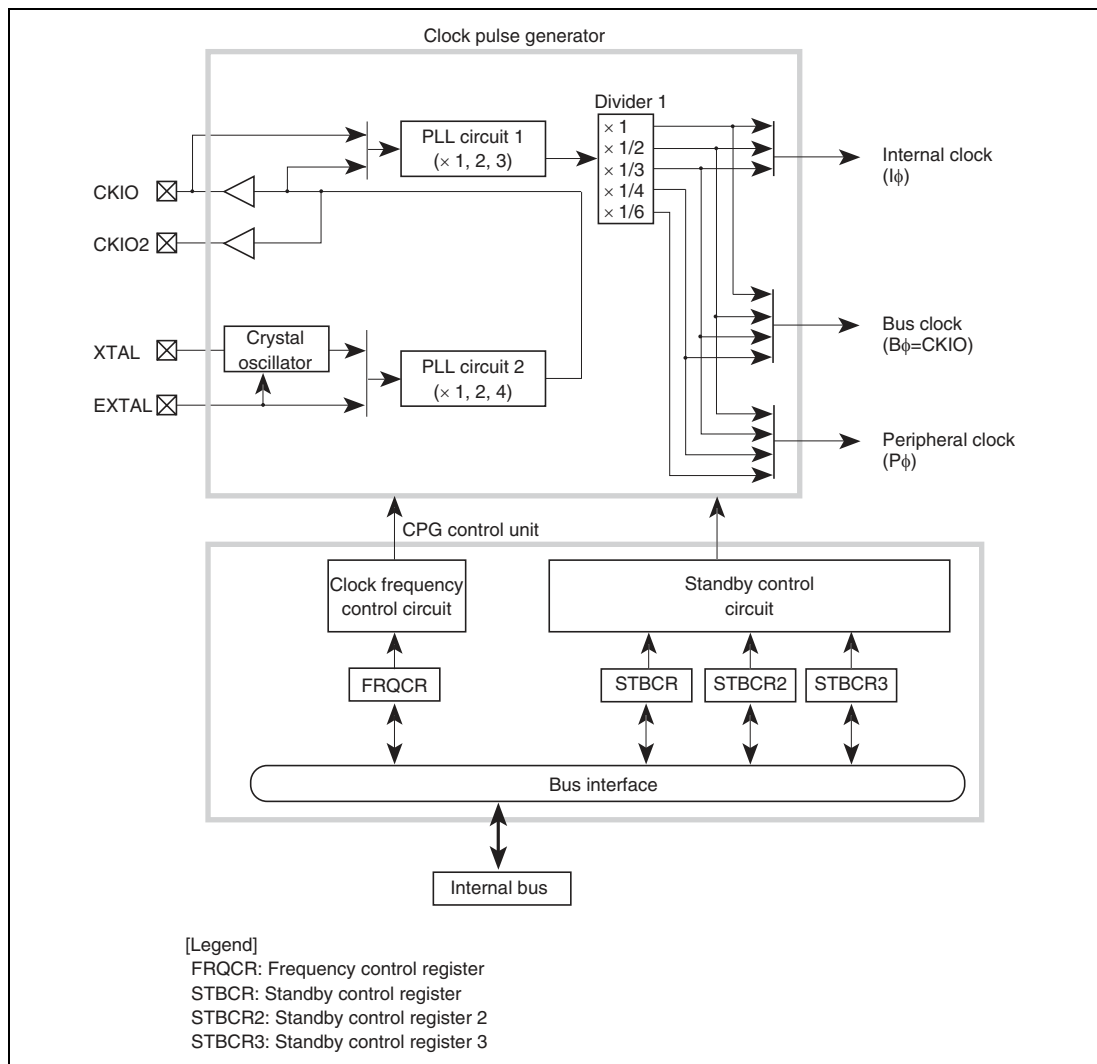 Clock pulse generator
Divider 1
× 1
× 1/2
× 1/3
× 1/4
× 1/6
PLL circuit 1
(× 1, 2, 3)
Internal clock
(Iϕ)
CKIO
CKIO2
XTAL
Crystal
oscillator
EXTAL
PLL circuit 2
(× 1, 2, 4)
Bus clock
(Bϕ=CKIO)
Peripheral clock
(Pϕ)
CPG control unit
Clock frequency
control circuit
Standby control
circuit
FRQCR
STBCR
STBCR2
STBCR3
Bus interface
Internal bus
[Legend]
FRQCR: Frequency control register
STBCR: Standby control register
STBCR2: Standby control register 2
STBCR3: Standby control register 3